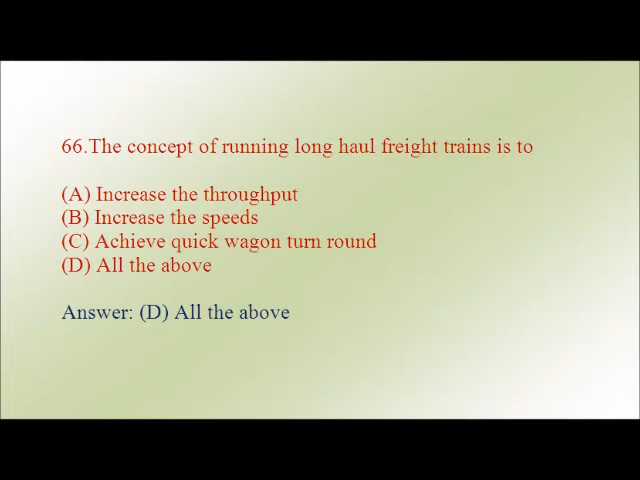 66.The concept of running long haul freight trains is to
(A) Increase the throughput
(B) Increase the speeds
(C) Achieve quick wagon turn round
(D) All the above
Answer: (D) All the above